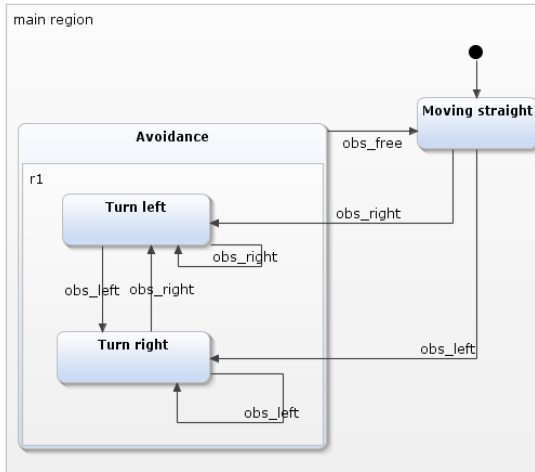 main region
Moving straight
Avoidance
obs_free
r1
Turn left
obs_right
obs_right
obs_left
obs_right
Turn right
obs_left
obs_left